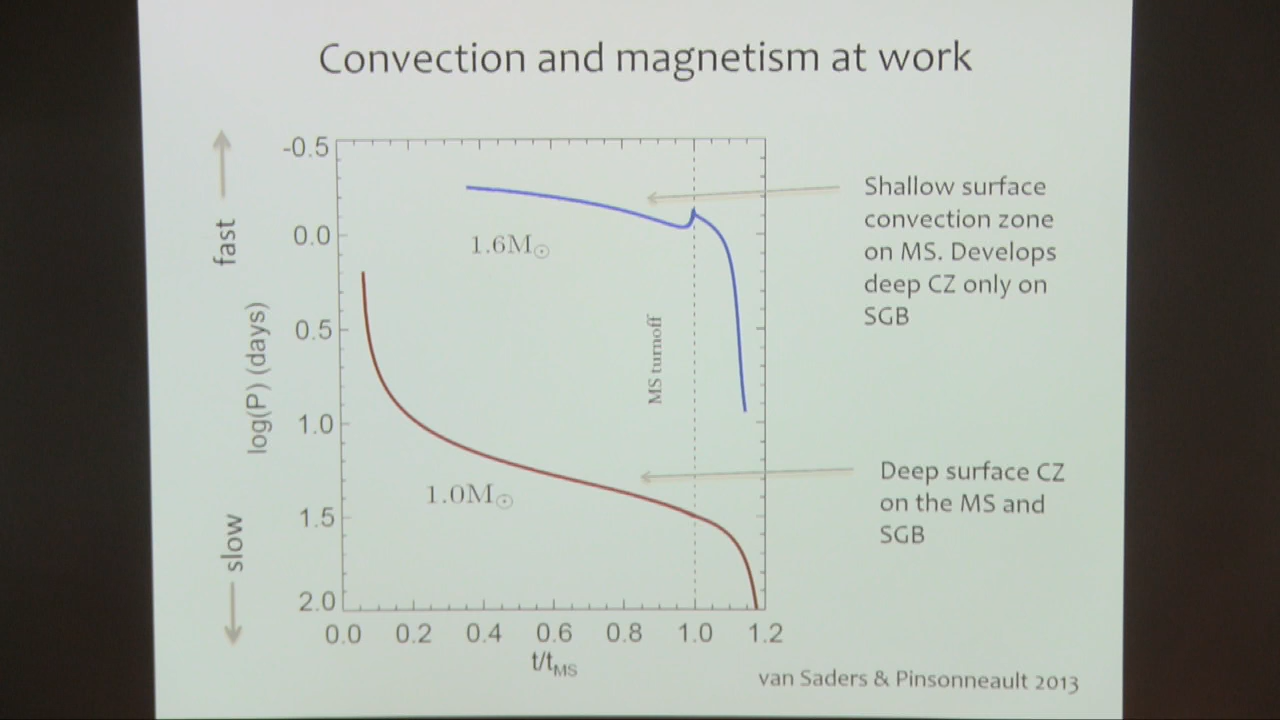 Convection and magnetism at work
fast
slow
log(P) (days)
-0.5
0.0
0.5
1.0
1.5
2.0
1.6M☉
MS turnoff
1.0M☉
0.0 0.2 0.4 0.6 0.8 1.0 1.2
t/tMS
Shallow surface
convection zone
on MS. Develops
deep CZ only on
SGB
Deep surface CZ
on the MS and
SGB
van Saders & Pinsonneault 2013